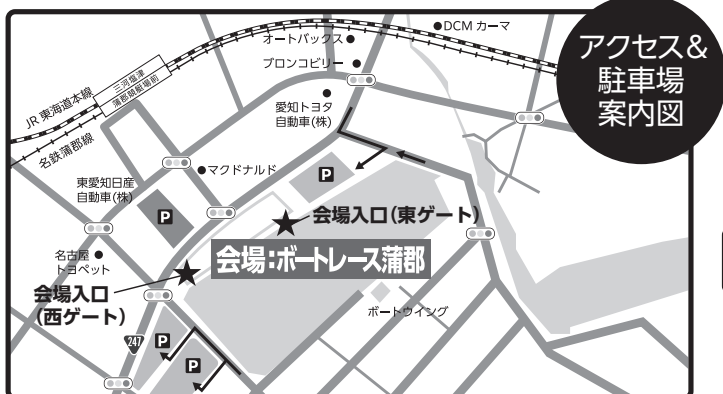 アクセス&
駐車場
案内図
DCM カーマ
オートバックス
ブロンコビリー
JR 東海道本線
三河塩津
蒲郡競艇場前
名鉄蒲郡線
愛知トヨタ
自動車(株)
マクドナルド
P
東愛知日産
自動車(株)
P
会場入口(東ゲート)
会場:ボートレース蒲郡
名古屋
トヨペット
会場入口
(西ゲート)
ボートウイング
247
P
P